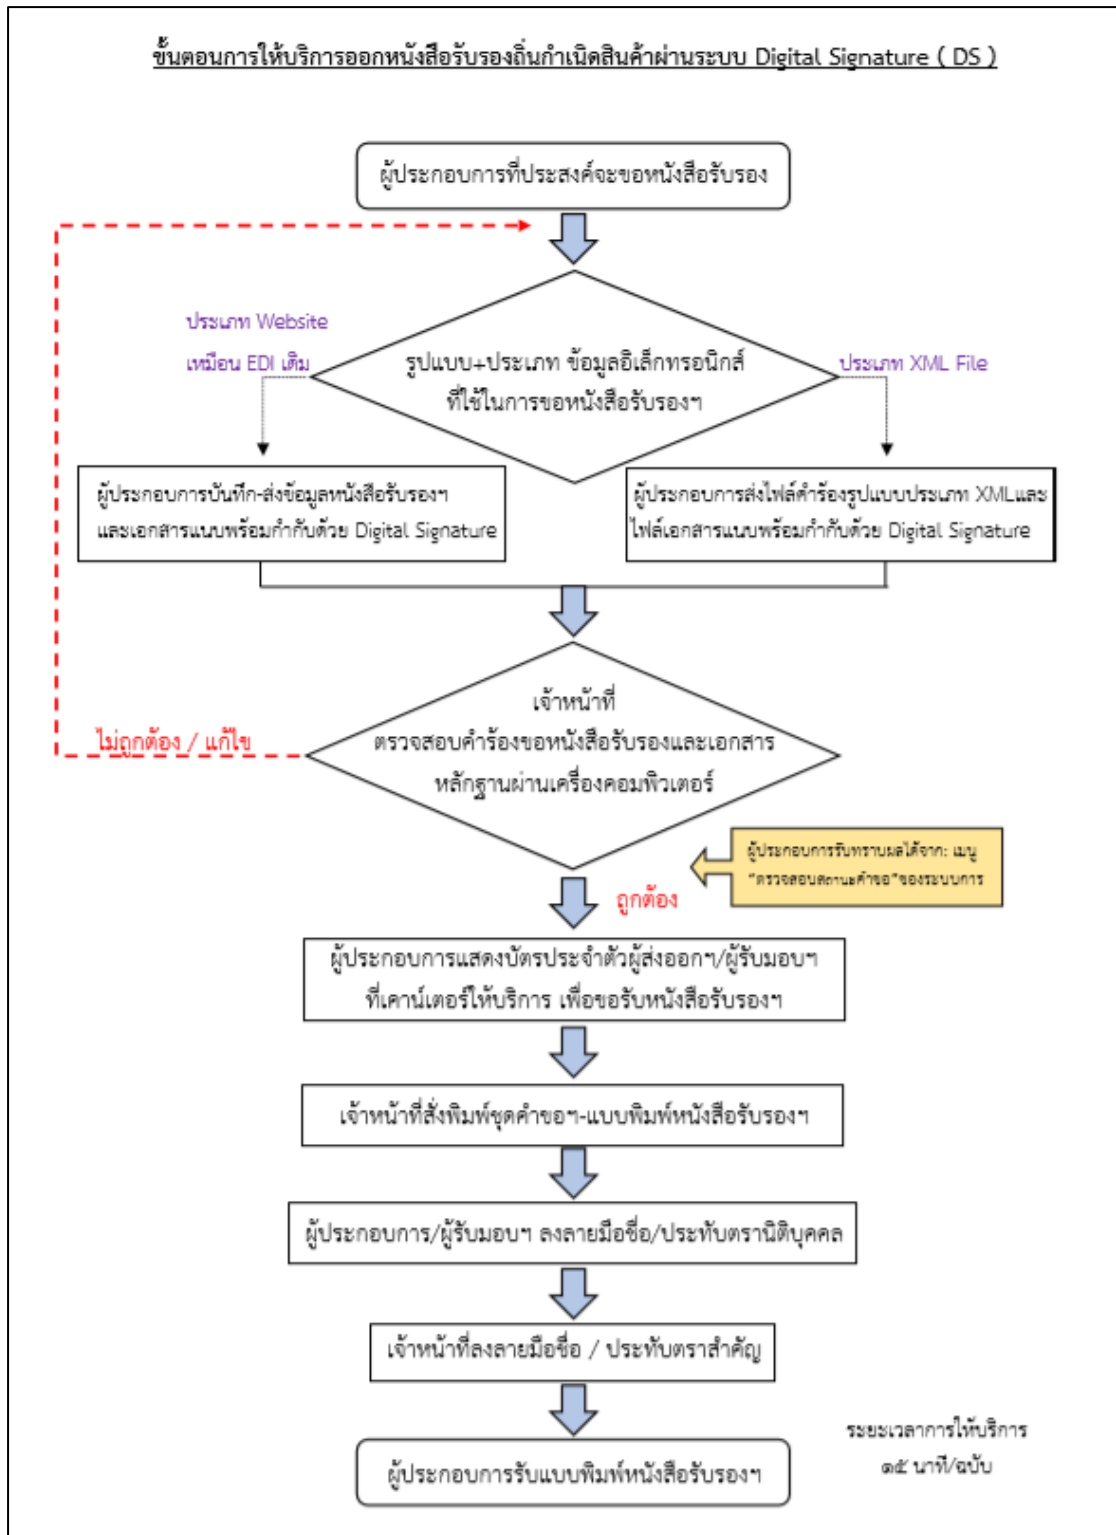 ขั้นตอนการให้บริการออกหนังสือรับรองถิ่นกำเนิดสินค้าผ่านระบบ Digital Signature ( DS )
ผู้ประกอบการที่ประสงค์จะขอหนังสือรับรอง
ประเภท Website
เหมือน EDI เดิม
รูปแบบ+ประเภท ข้อมูลอิเล็กทรอนิกส์
ที่ใช้ในการขอหนังสือรับรองฯ
ประเภท XML File
ผู้ประกอบการบันทึก-ส่งข้อมูลหนังสือรับรองฯ
และเอกสารแนบพร้อมกำกับด้วย Digital Signature
ผู้ประกอบการส่งไฟล์คำร้องรูปแบบประเภท XMLและ
ไฟล์เอกสารแนบพร้อมกำกับด้วย Digital Signature
เจ้าหน้าที่
ตรวจสอบคำร้องขอหนังสือรับรองและเอกสาร
หลักฐานผ่านเครื่องคอมพิวเตอร์
ไม่ถูกต้อง / แก้ไข
ผู้ประกอบการรับทราบผลได้จาก: เมนู
"ตรวจสอบสถานะคำขอ"ของระบบการ
ถูกต้อง
ผู้ประกอบการแสดงบัตรประจำตัวผู้ส่งออกฯ/ผู้รับมอบฯ
ที่เคาน์เตอร์ให้บริการ เพื่อขอรับหนังสือรับรองฯ
เจ้าหน้าที่สั่งพิมพ์ชุดคำขอฯ-แบบพิมพ์หนังสือรับรองฯ
ผู้ประกอบการ/ผู้รับมอบฯ ลงลายมือชื่อ/ประทับตรานิติบุคคล
เจ้าหน้าที่ลงลายมือชื่อ / ประทับตราสำคัญ
ผู้ประกอบการรับแบบพิมพ์หนังสือรับรองฯ
ระยะเวลาการให้บริการ
๑๕ นาที/ฉบับ